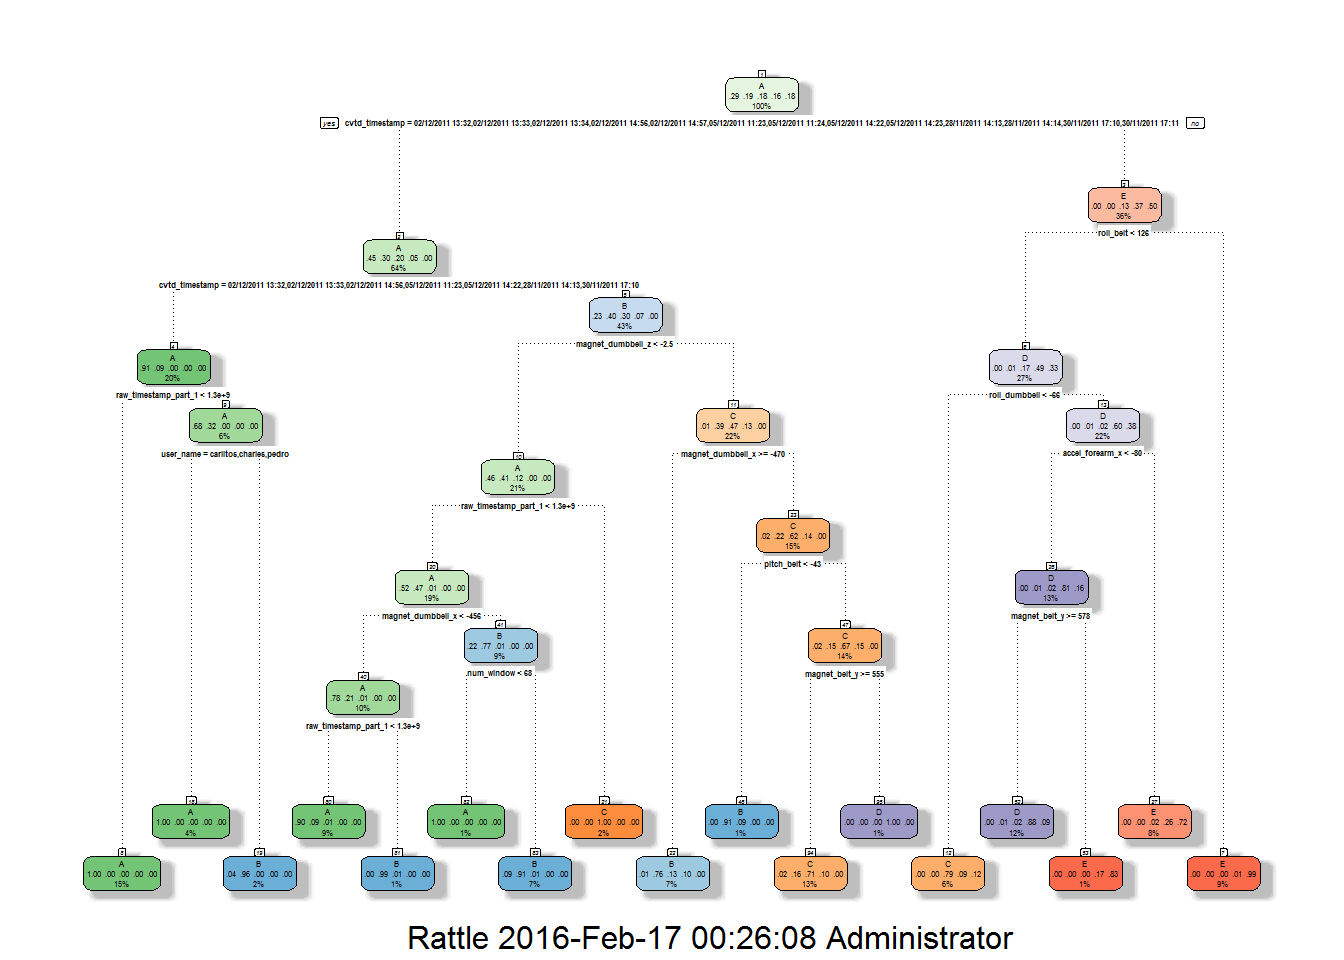 1
A
.29 .19 .18 .16 .18
100%
yes cvtd_timestamp = 02/12/2011 13:32,02/12/2011 13:33,02/12/2011 13:34,02/12/2011 14:56,02/12/2011 14:57,05/12/2011 11:23,05/12/2011 11:24,05/12/2011 14:22,05/12/2011 14:23,28/11/2011 14:13,28/11/2011 14:14,30/11/2011 17:10,30/11/2011 17:11 no
3
E
.00 .00 .13 .37 .50
36%
roll_belt < 126
2
A
.45 .30 .20 .05 .00
64%
cvtd_timestamp = 02/12/2011 13:32,02/12/2011 13:33,02/12/2011 14:56,05/12/2011 11:23,05/12/2011 14:22,28/11/2011 14:13,30/11/2011 17:10
5
B
.23 .40 .30 .07 .00
43%
magnet_dumbbell_z < -2.5
4
A
.91 .09 .00 .00 .00
20%
raw_timestamp_part_1 < 1.3e+9
6
D
.00 .01 .17 .49 .33
27%
roll_dumbbell < -66
9
A
.68 .32 .00 .00 .00
6%
user_name = carlitos,charles,pedro
11
C
.01 .39 .47 .13 .00
22%
magnet_dumbbell_x >= -470
13
D
.00 .01 .02 .60 .38
22%
accel_forearm_x < -80
10
A
.46 .41 .12 .00 .00
21%
raw_timestamp_part_1 < 1.3e+9
23
C
.02 .22 .62 .14 .00
15%
pitch_belt < -43
20
A
.52 .47 .01 .00 .00
19%
magnet_dumbbell_x < -456
26
D
.00 .01 .02 .81 .16
13%
magnet_belt_y >= 578
41
B
.22 .77 .01 .00 .00
9%
num_window < 68
47
C
.02 .15 .67 .15 .00
14%
magnet_belt_y >= 555
40
A
.78 .21 .01 .00 .00
10%
raw_timestamp_part_1 < 1.3e+9
18
A
1.00 .00 .00 .00 .00
4%
80
A
.90 .09 .01 .00 .00
9%
82
A
1.00 .00 .00 .00 .00
1%
21
C
.00 .00 1.00 .00 .00
2%
46
B
.00 .91 .09 .00 .00
1%
95
D
.00 .00 .00 1.00 .00
1%
52
D
.00 .01 .02 .88 .09
12%
27
E
.00 .00 .02 .26 .72
8%
8
A
1.00 .00 .00 .00 .00
15%
19
B
.04 .96 .00 .00 .00
2%
81
B
.00 .99 .01 .00 .00
1%
83
B
.09 .91 .01 .00 .00
7%
22
B
.01 .76 .13 .10 .00
7%
94
C
.02 .16 .71 .10 .00
13%
12
C
.00 .00 .79 .09 .12
6%
53
E
.00 .00 .00 .17 .83
1%
7
E
.00 .00 .00 .01 .99
9%
Rattle 2016-Feb-17 00:26:08 Administrator